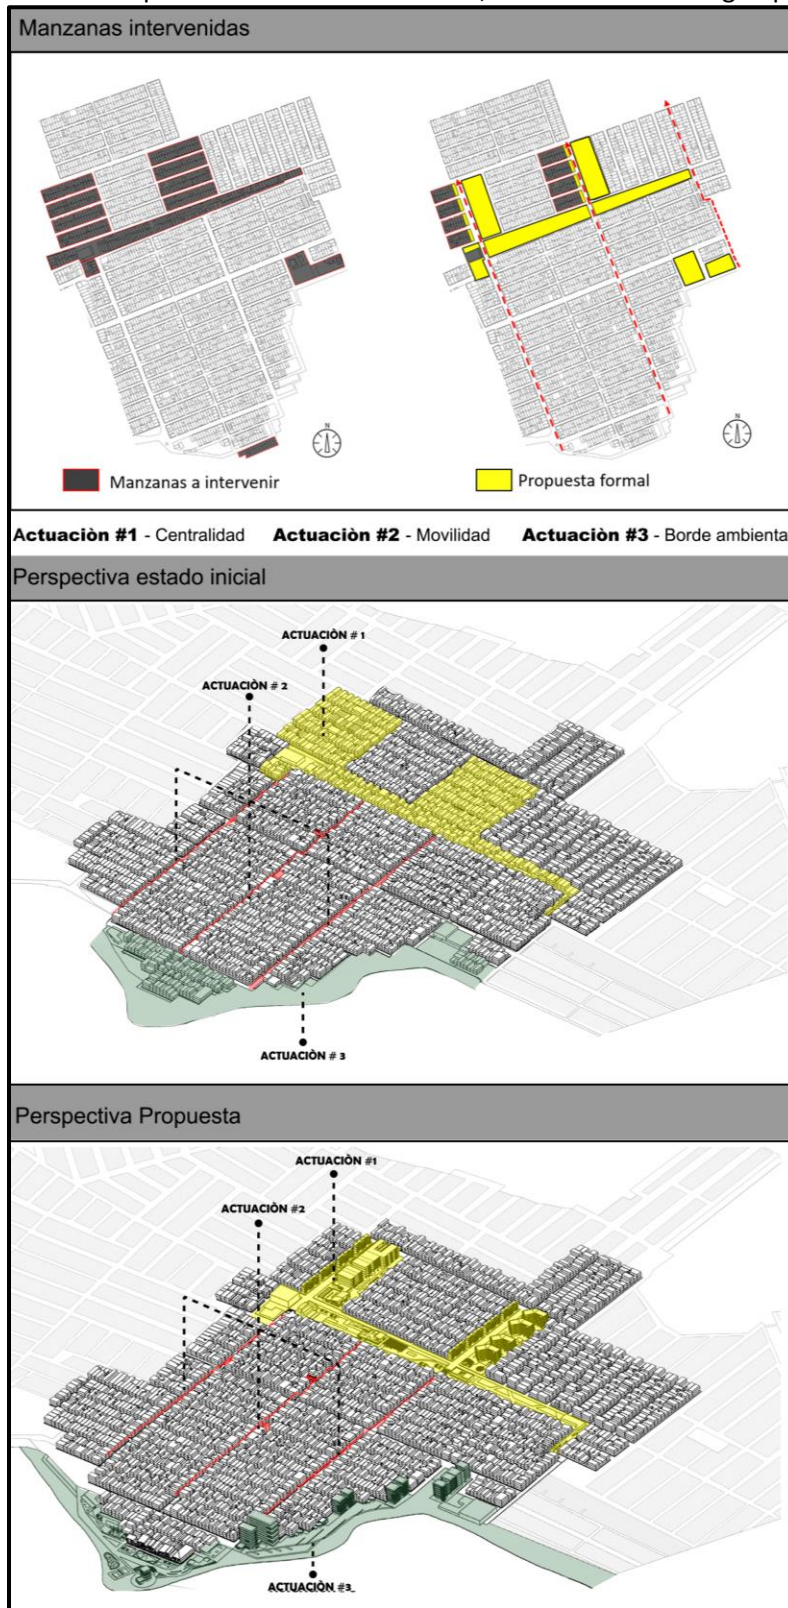 Manzanas intervenidas
N
N
Manzanas a intervenir
Propuesta formal
Actuaciòn #1 - Centralidad Actuaciòn #2 - Movilidad Actuaciòn #3 - Borde ambienta
Perspectiva estado inicial
ACTUACIÒN # 1
ACTUACIÒN # 2
ACTUACIÒN # 3
Perspectiva Propuesta
ACTUACIÒN #1
ACTUACIÒN #2
ACTUACIÒN #3_